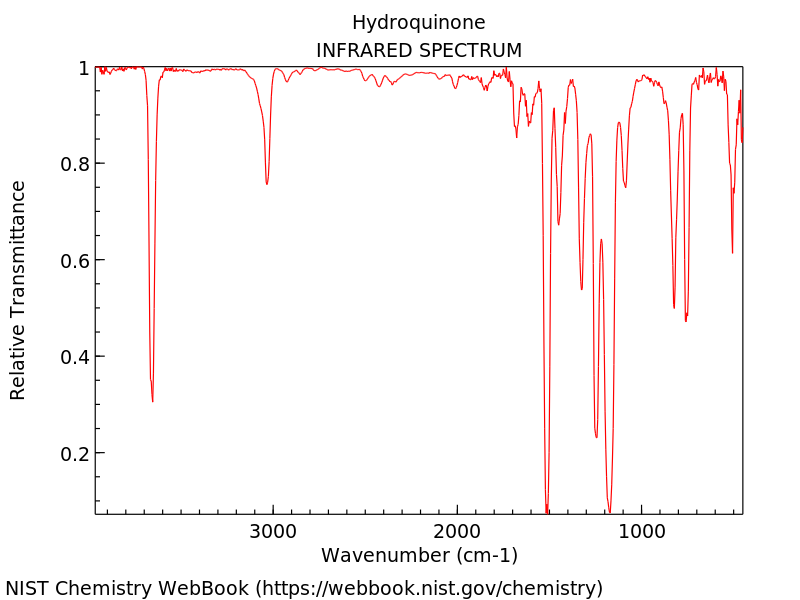 Hydroquinone
INFRARED SPECTRUM
1
0.8
0.6
0.4
0.2
Relative Transmittance
3000
2000
1000
Wavenumber (cm-1)
NIST Chemistry WebBook (https://webbook.nist.gov/chemistry)